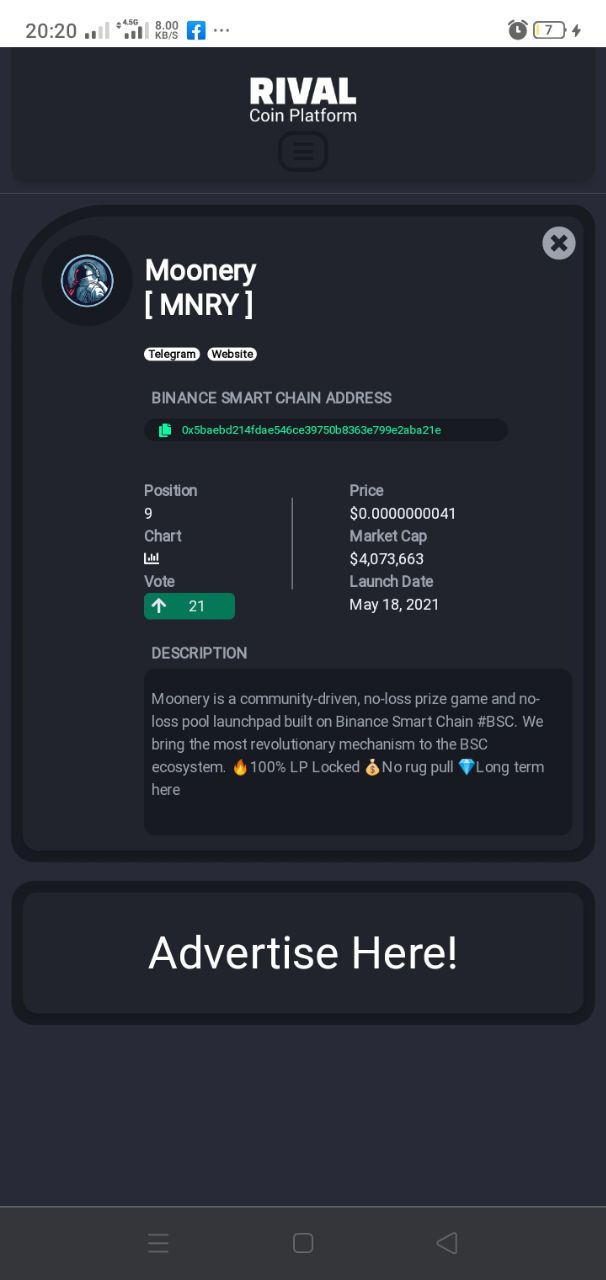 20:20 4.5G 8.00 KB/S 7
RIVAL
Coin Platform
Moonery
[ MNRY ]
Telegram Website
BINANCE SMART CHAIN ADDRESS
0x5baebd214fdae546ce39750b8363e799e2aba21e
Position
9
Chart
Vote
21
Price
$0.0000000041
Market Cap
$4,073,663
Launch Date
May 18, 2021
DESCRIPTION
Moonery is a community-driven, no-loss prize game and no-
loss pool launchpad built on Binance Smart Chain #BSC. We
bring the most revolutionary mechanism to the BSC
ecosystem. 🔥100% LP Locked 💰No rug pull 💎Long term
here
Advertise Here!